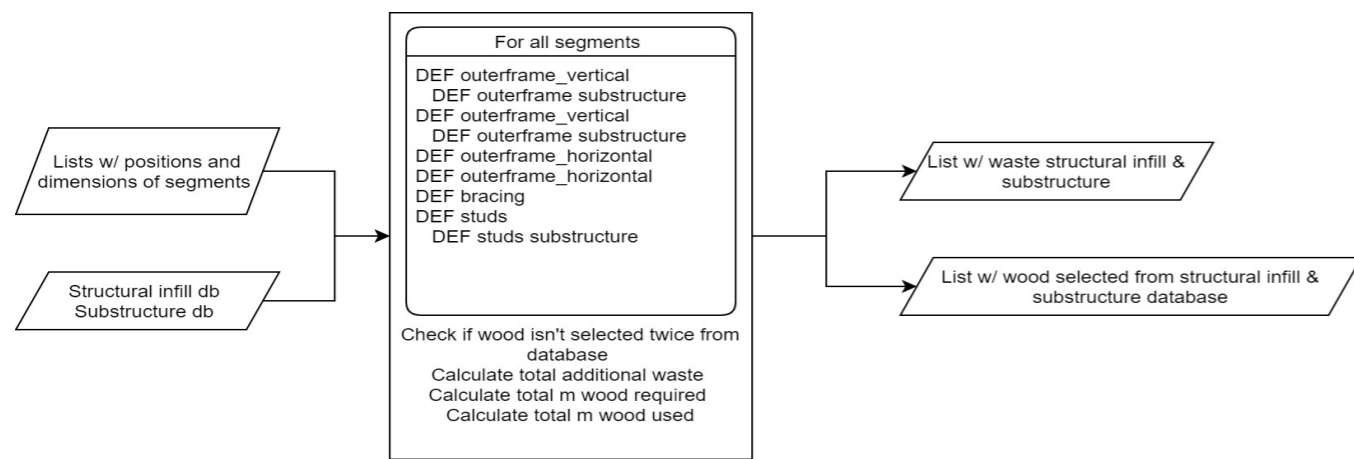 Lists w/ positions and
dimensions of segments
Structural infill db
Substructure db
For all segments
DEF outerframe_vertical
DEF outerframe substructure
DEF outerframe_vertical
DEF outerframe substructure
DEF outerframe_horizontal
DEF outerframe_horizontal
DEF bracing
DEF studs
DEF studs substructure
Check if wood isn't selected twice from
database
Calculate total additional waste
Calculate total m wood required
Calculate total m wood used
List w/ waste structural infill &
substructure
List w/ wood selected from structural infill &
substructure database